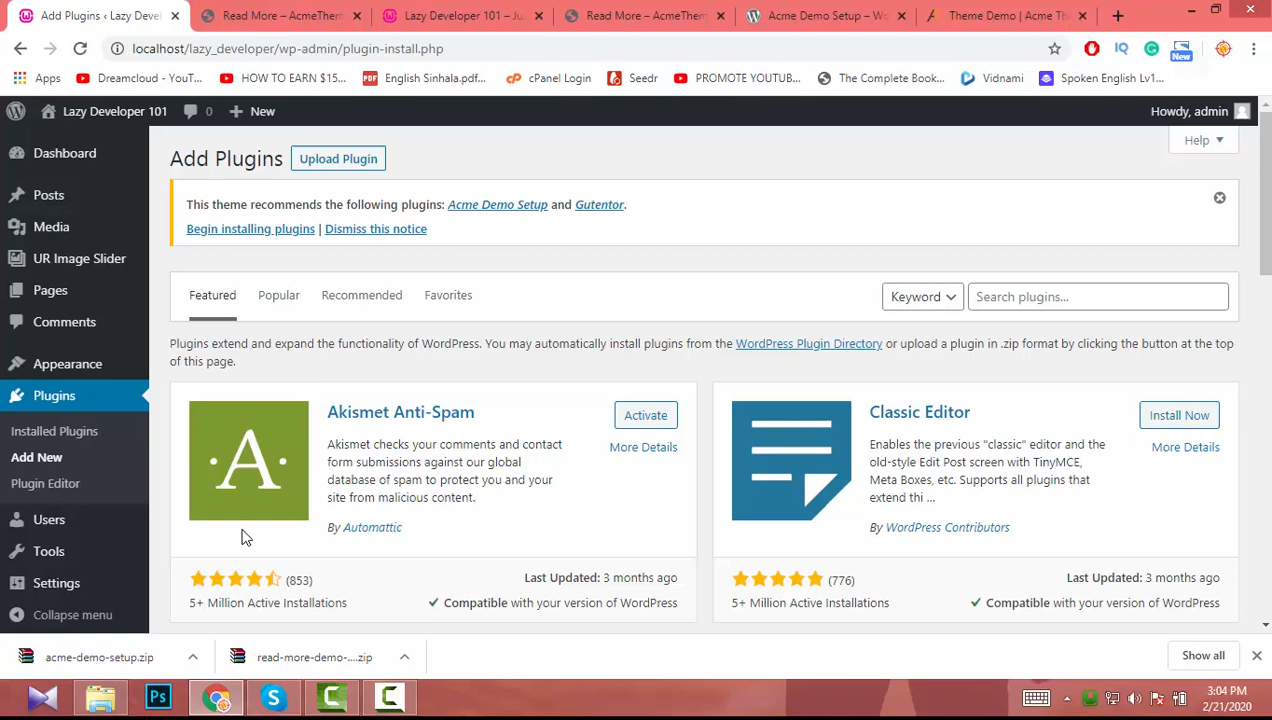 Add Plugins ‹ Lazy Devel
Read More – AcmeThem
Lazy Developer 101 – Ju
Read More – AcmeThem
Acme Demo Setup – Wo
Theme Demo | Acme The
localhost/lazy_developer/wp-admin/plugin-install.php
IQ
New
Apps
Dreamcloud - YouT...
HOW TO EARN $15...
PDF
English Sinhala.pdf...
cP
cPanel Login
Seedr
PROMOTE YOUTUB...
The Complete Book...
Vidnami
Spoken English Lv1...
Lazy Developer 101
0
New
Howdy, admin
Dashboard
Posts
Media
UR Image Slider
Pages
Comments
Appearance
Plugins
Installed Plugins
Add New
Plugin Editor
Users
Tools
Settings
Collapse menu
Help
Add Plugins
Upload Plugin
This theme recommends the following plugins: Acme Demo Setup and Gutentor.
Begin installing plugins | Dismiss this notice
Featured
Popular
Recommended
Favorites
Keyword
Search plugins...
Plugins extend and expand the functionality of WordPress. You may automatically install plugins from the WordPress Plugin Directory or upload a plugin in .zip format by clicking the button at the top
of this page.
·A·
Akismet Anti-Spam
Activate
More Details
Akismet checks your comments and contact
form submissions against our global
database of spam to protect you and your
site from malicious content.
By Automattic
(853)
5+ Million Active Installations
Last Updated: 3 months ago
Compatible with your version of WordPress
Classic Editor
Install Now
More Details
Enables the previous "classic" editor and the
old-style Edit Post screen with TinyMCE,
Meta Boxes, etc. Supports all plugins that
extend thi ...
By WordPress Contributors
(776)
5+ Million Active Installations
Last Updated: 3 months ago
Compatible with your version of WordPress
acme-demo-setup.zip
read-more-demo-....zip
Show all
Ps
S
C
C
3:04 PM
2/21/2020